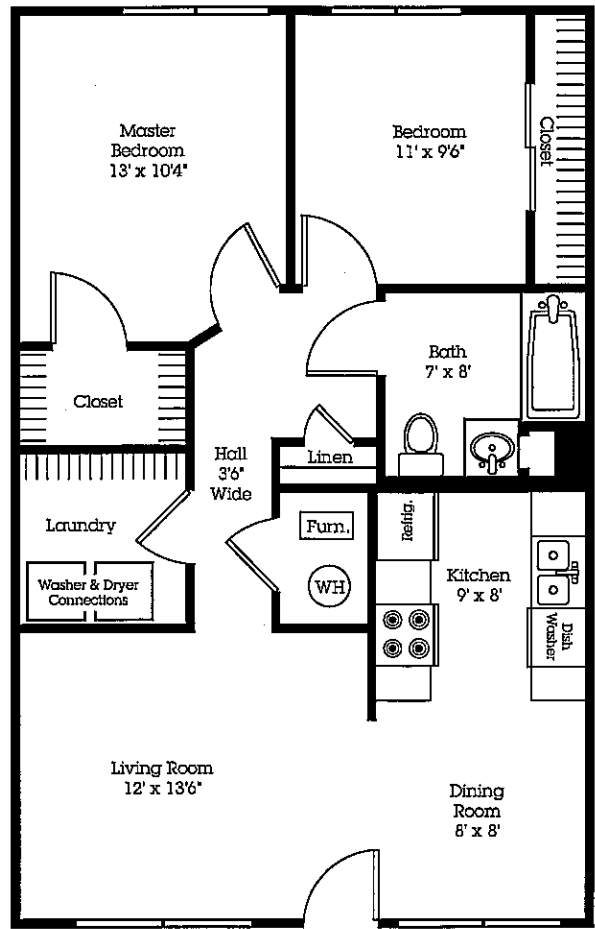 Master
Bedroom
13' x 10'4"
Bedroom
11' x 9'6"
Closet
Bath
7' x 8'
Closet
Hall
3'6"
Wide
Linen
Laundry
Furn.
Refrig.
WH
Washer & Dryer
Connections
Kitchen
9' x 8'
Dish
Washer
Living Room
12' x 13'6"
Dining
Room
8' x 8'